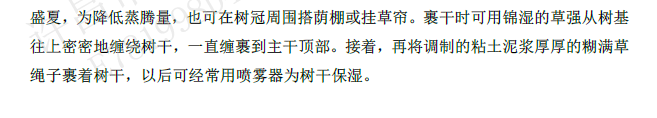 盛夏，为降低蒸腾量，也可在树冠周围搭荫棚或挂草帘。裹干时可用锦湿的草强从树基
往上密密地缠绕树干，一直缠裹到主干顶部。接着，再将调制的粘土泥浆厚厚的糊满草
绳子裹着树干，以后可经常用喷雾器为树干保湿。